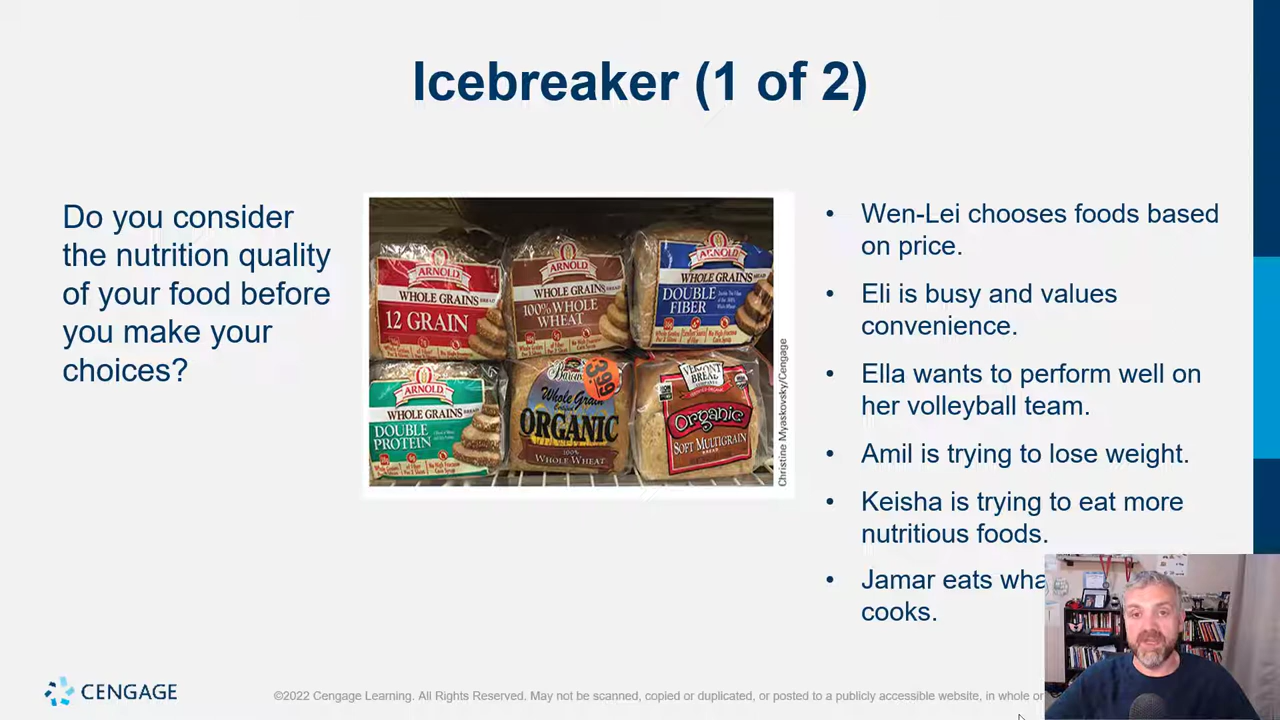 Icebreaker (1 of 2)
Do you consider
the nutrition quality
of your food before
you make your
choices?
ARNOLD
WHOLE GRAINS BREAD
12 GRAIN
ARNOLD
WHOLE GRAINS BREAD
100% WHOLE
WHEAT
ARNOLD
WHOLE GRAINS BREAD
DOUBLE
FIBER
ARNOLD
WHOLE GRAINS BREAD
DOUBLE
PROTEIN
3.99
Whole Grain
ORGANIC
100%
WHOLE WHEAT
VERMONT
BREAD
COMPANY
Organic
SOFT MULTIGRAIN
BREAD
Christine Myaskovsky/Cengage
• Wen-Lei chooses foods based
on price.
• Eli is busy and values
convenience.
• Ella wants to perform well on
her volleyball team.
• Amil is trying to lose weight.
• Keisha is trying to eat more
nutritious foods.
• Jamar eats wha
cooks.
CENGAGE
©2022 Cengage Learning. All Rights Reserved. May not be scanned, copied or duplicated, or posted to a publicly accessible website, in whole or